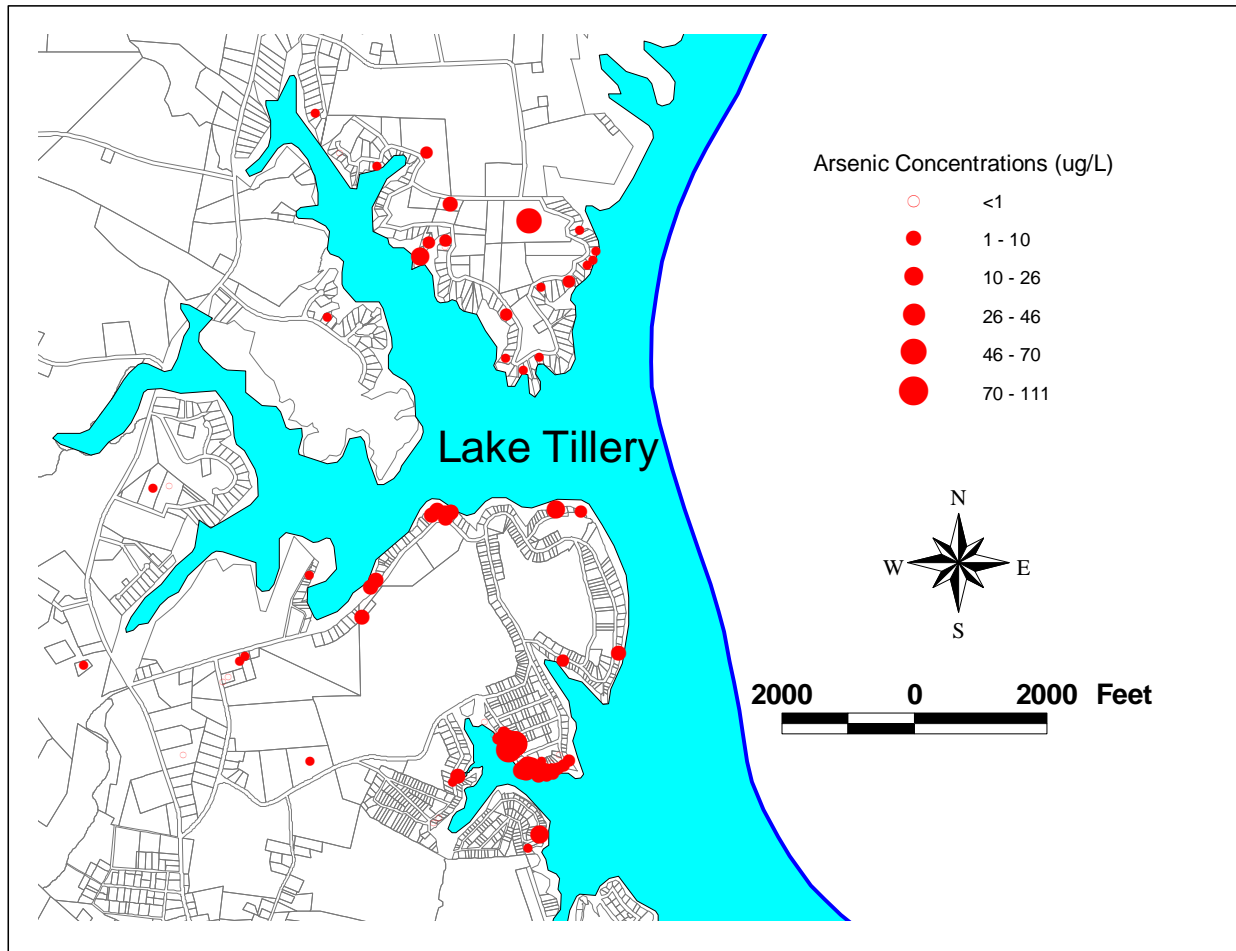 Arsenic Concentrations (ug/L)
<1
1 - 10
10 - 26
26 - 46
46 - 70
70 - 111
Lake Tillery
N
W E
S
2000 0 2000 Feet